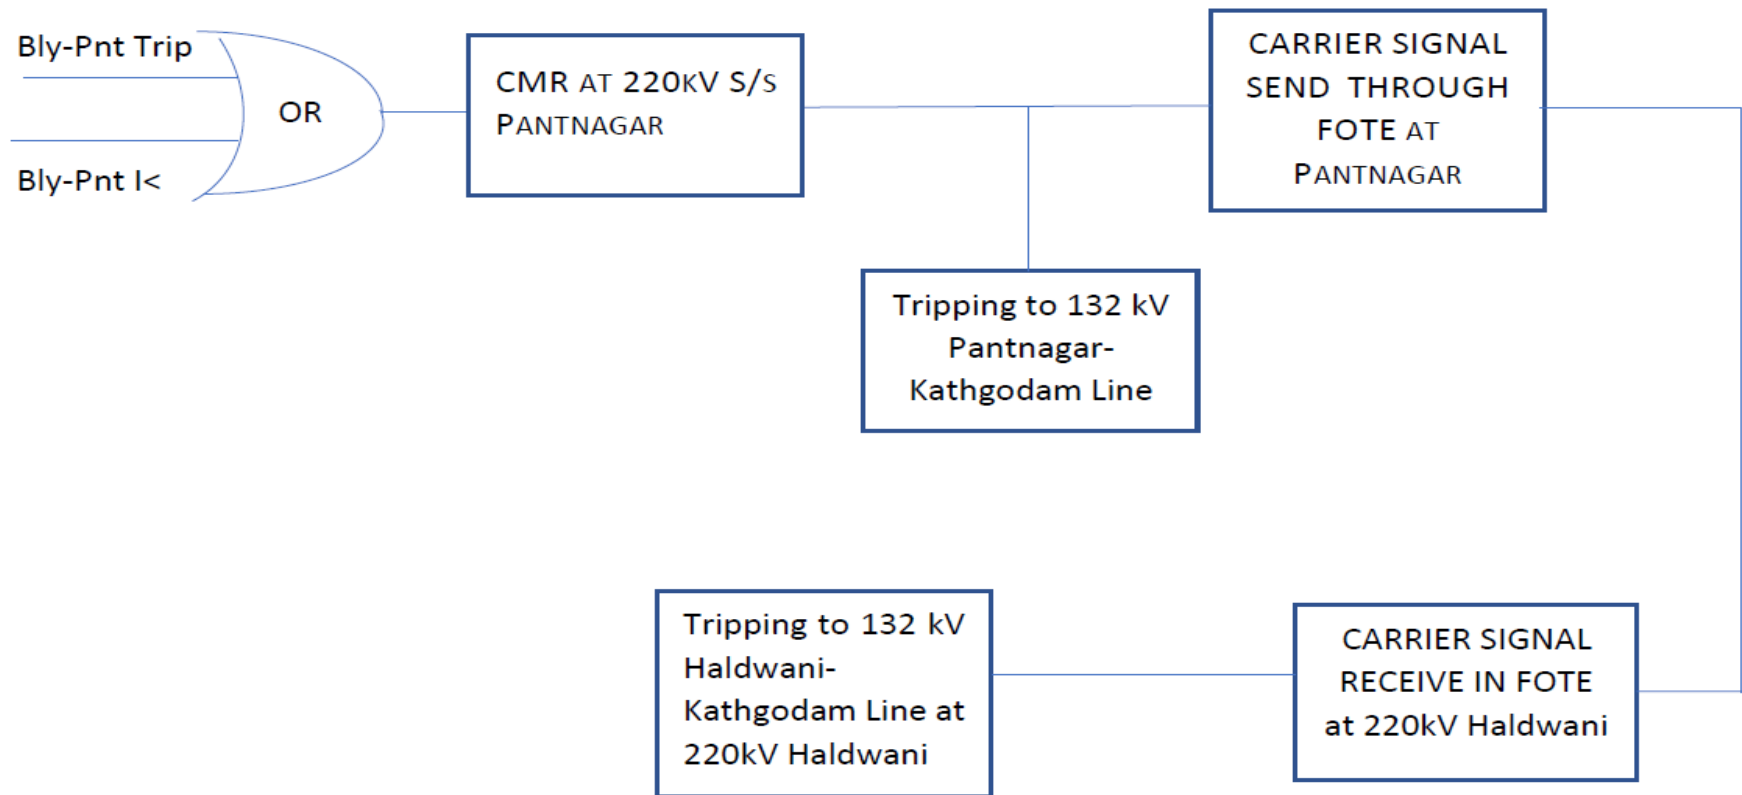 Bly-Pnt Trip
OR
Bly-Pnt I<
CMR AT 220KV S/S
PANTNAGAR
CARRIER SIGNAL
SEND THROUGH
FOTE AT
PANTNAGAR
Tripping to 132 kV
Pantnagar-
Kathgodam Line
Tripping to 132 kV
Haldwani-
Kathgodam Line at
220kV Haldwani
CARRIER SIGNAL
RECEIVE IN FOTE
at 220kV Haldwani